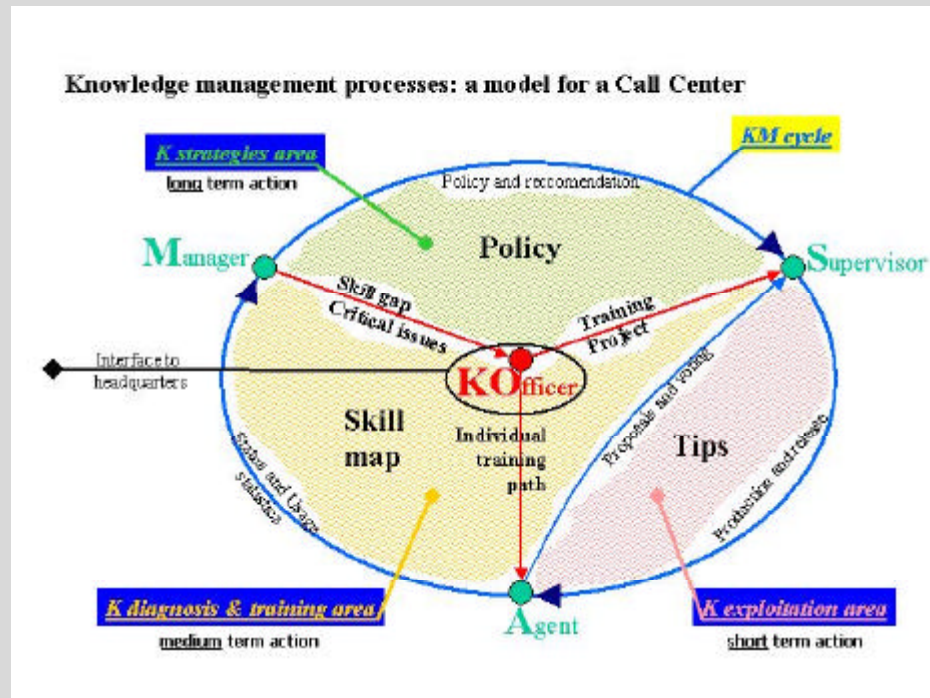 Knowledge management processes: a model for a Call Center
KM cycle
K strategies area
long term action
Policy and reccomendation
Policy
Manager
Supervisor
Skill gap
Critical issues
Training
Project
Interface to
headquarters
KOfficer
Skill
map
Individual
training
path
Proposals and voting
Tips
Production and reissue
Status and Usage
statistics
K diagnosis & training area
medium term action
Agent
K exploitation area
short term action